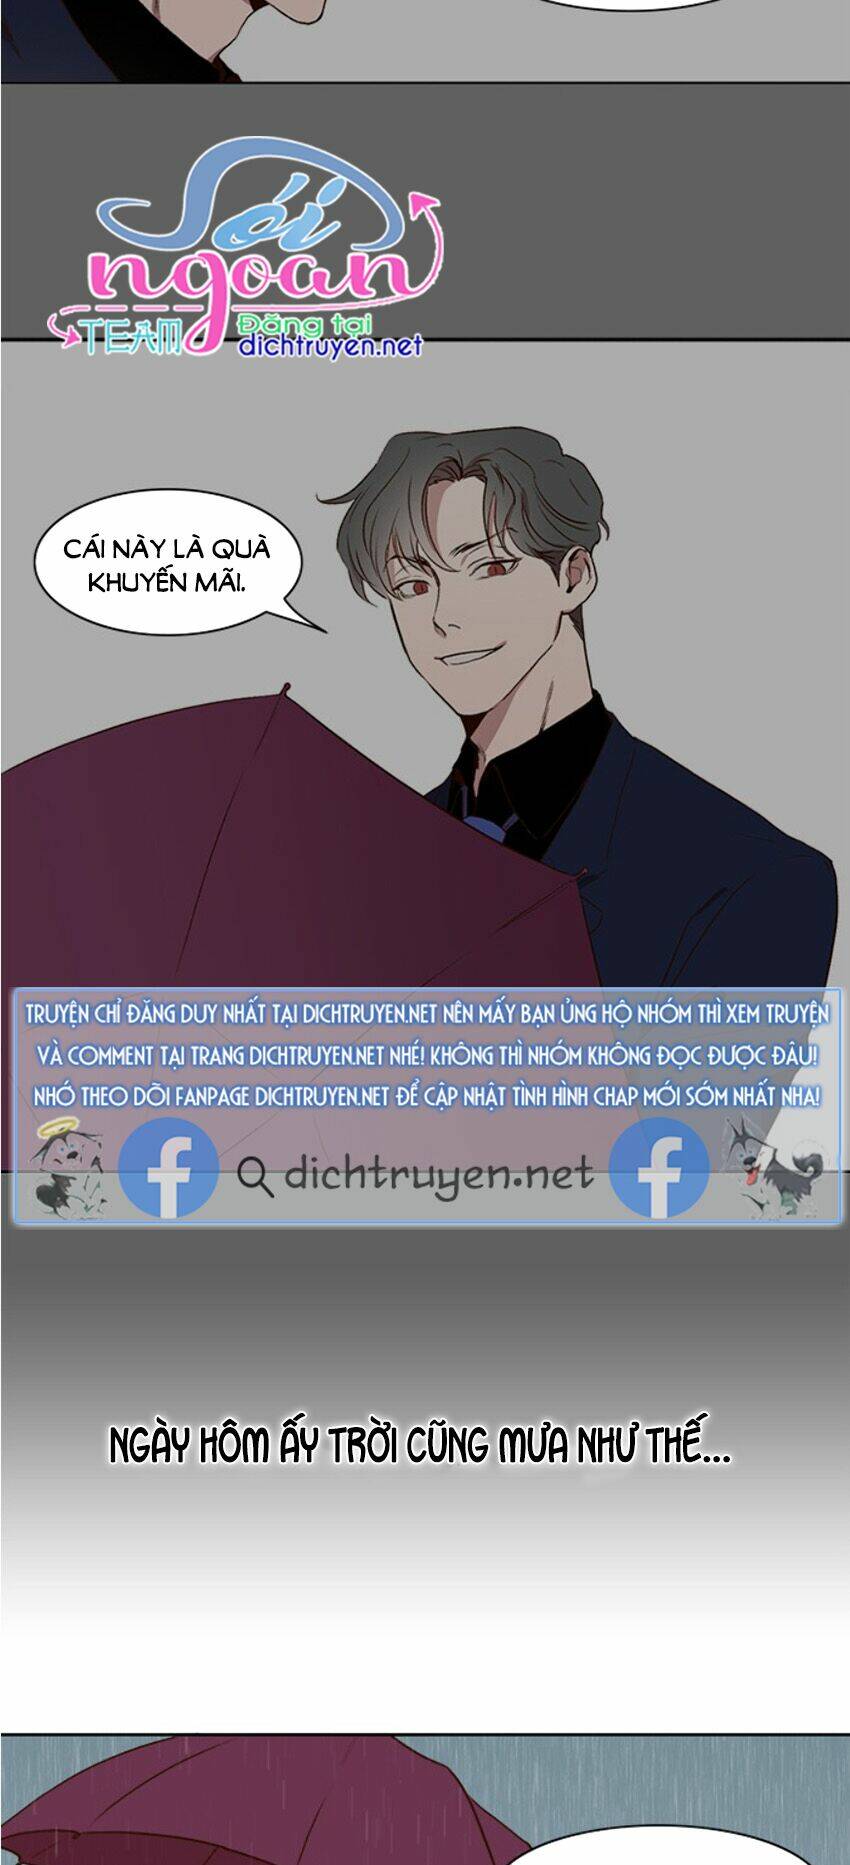 Sói
ngoan
TEAM
Đăng tại
dichtruyen.net
CÁI NÀY LÀ QUÀ
KHUYẾN MÃI.
TRUYỆN CHỈ ĐĂNG DUY NHẤT TẠI DICHTRUYEN.NET NÊN MẤY BẠN ỦNG HỘ NHÓM THÌ XEM TRUYỆN
VÀ COMMENT TẠI TRANG DICHTRUYEN.NET NHÉ! KHÔNG THÌ NHÓM KHÔNG ĐỌC ĐƯỢC ĐÂU!
NHỚ THEO DÕI FANPAGE DICHTRUYEN.NET ĐỂ CẬP NHẬT TÌNH HÌNH CHAP MỚI SỚM NHẤT NHA!
dichtruyen.net
NGÀY HÔM ẤY TRỜI CŨNG MƯA NHƯ THẾ...